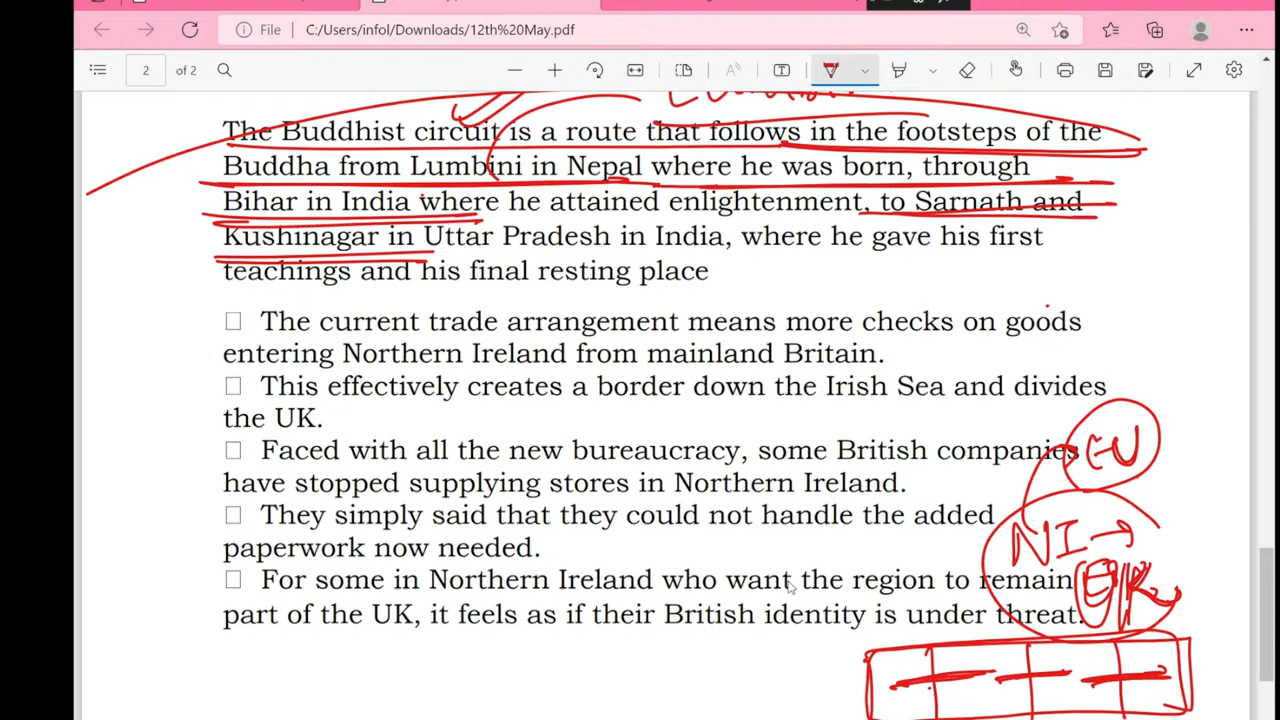 File C:/Users/infol/Downloads/12th%20May.pdf
2 of 2
The Buddhist circuit is a route that follows in the footsteps of the
Buddha from Lumbini in Nepal where he was born, through
Bihar in India where he attained enlightenment, to Sarnath and
Kushinagar in Uttar Pradesh in India, where he gave his first
teachings and his final resting place
The current trade arrangement means more checks on goods
entering Northern Ireland from mainland Britain.
This effectively creates a border down the Irish Sea and divides
the UK.
Faced with all the new bureaucracy, some British companies
have stopped supplying stores in Northern Ireland.
They simply said that they could not handle the added
paperwork now needed.
For some in Northern Ireland who want the region to remain
part of the UK, it feels as if their British identity is under threat.
EU
NI →